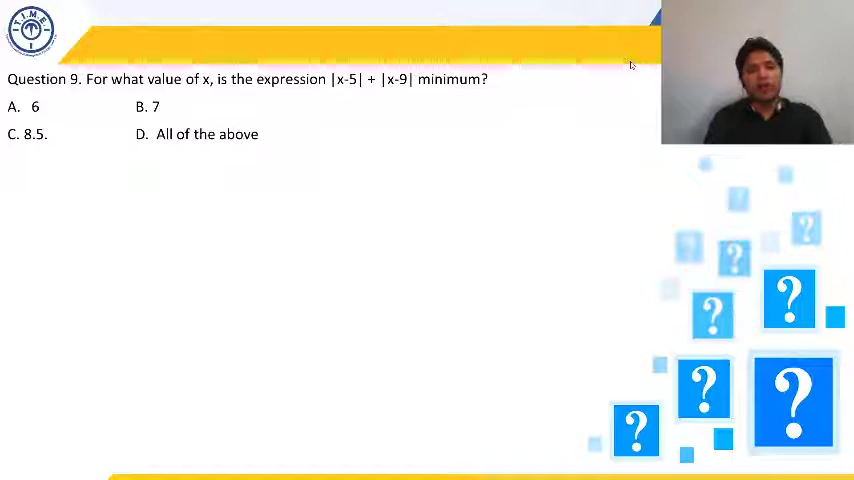 T.I.M.E.
Question 9. For what value of x, is the expression |x-5| + |x-9| minimum?
A. 6 B. 7
C. 8.5. D. All of the above
? ? ? ? ? ? ? ? ?